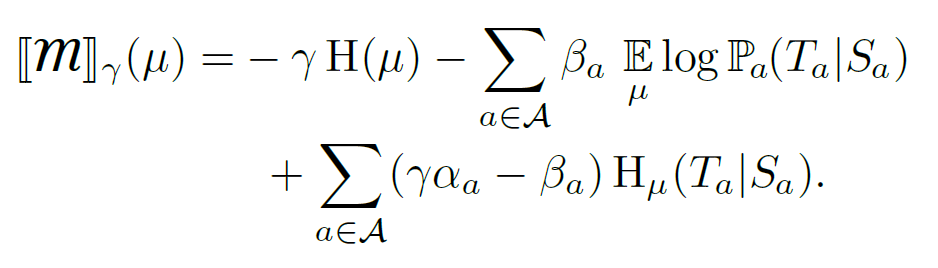 ⟦𝓂⟧_γ(μ) = − γ H(μ) − ∑_{a∈𝒜} β_a 𝔼_μ log ℙ_a(T_a|S_a)
+ ∑_{a∈𝒜} (γα_a − β_a) H_μ(T_a|S_a).